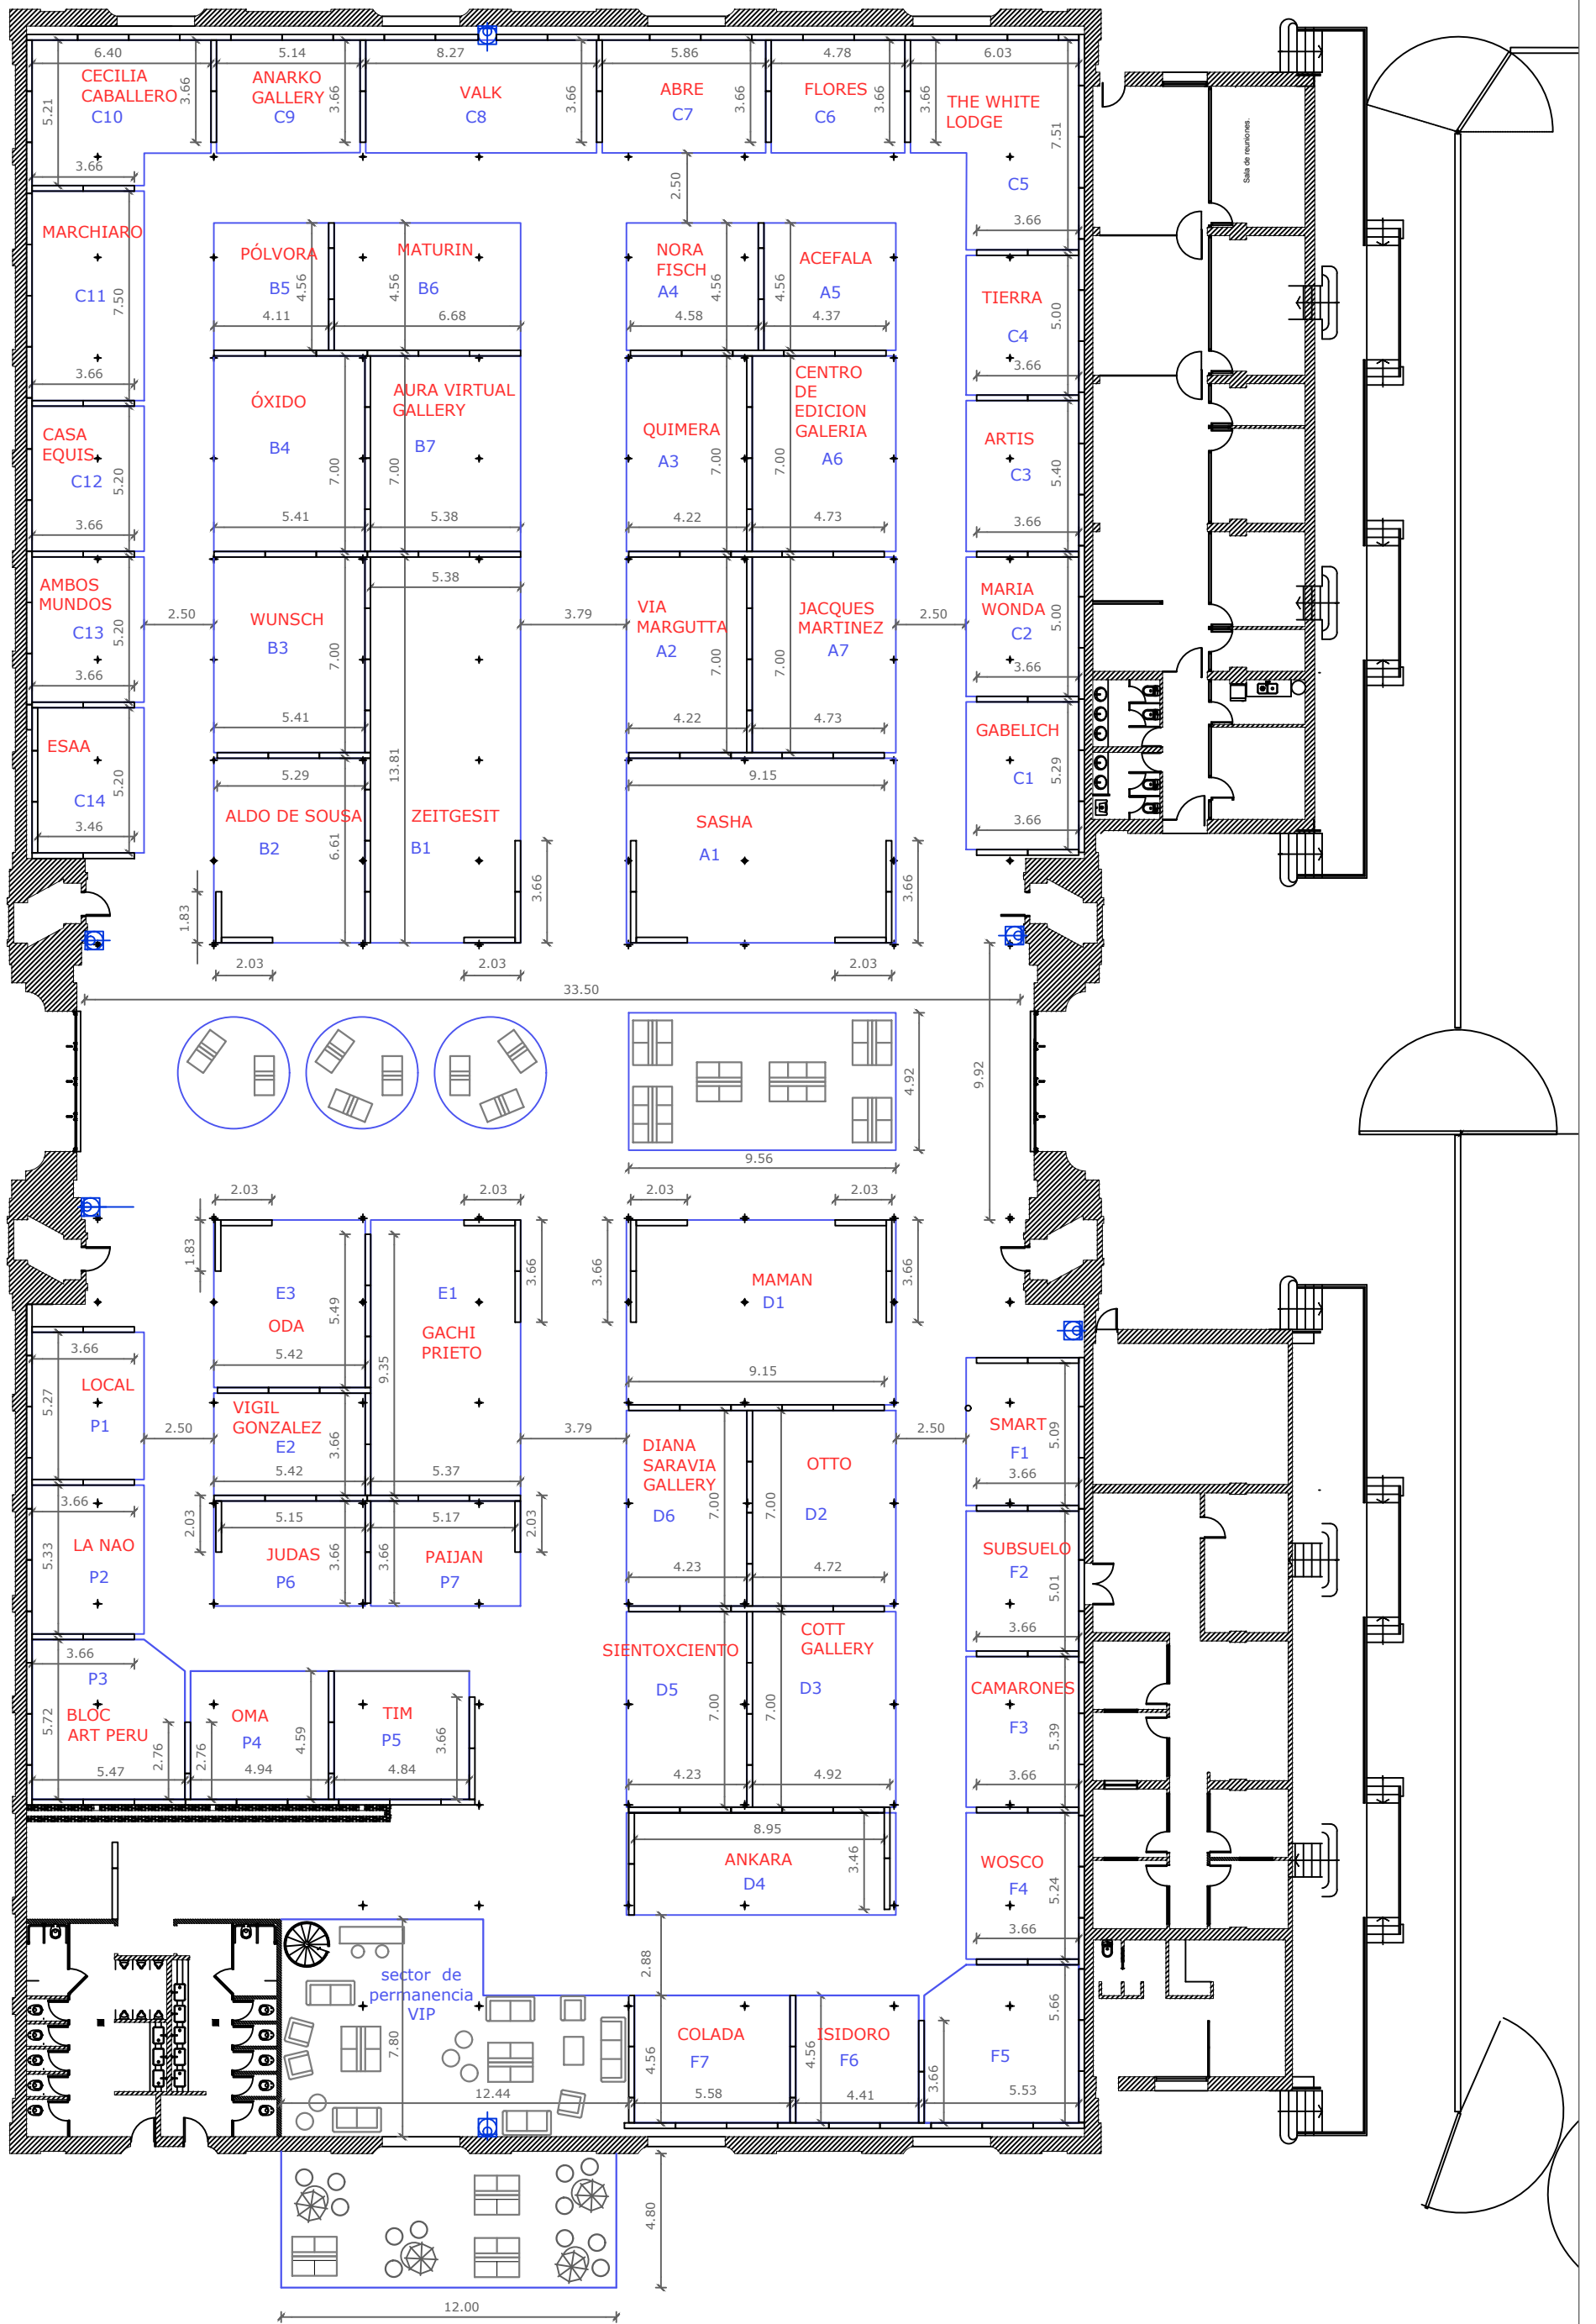 6.40
5.14
8.27
5.86
4.78
6.03
CECILIA
CABALLERO
C10
5.21
3.66
3.66
ANARKO
GALLERY
C9
3.66
VALK
C8
3.66
ABRE
C7
3.66
FLORES
C6
3.66
3.66
THE WHITE
LODGE
7.51
C5
3.66
Sala de reuniones.
2.50
MARCHIARO
C11
7.50
3.66
PÓLVORA
B5
4.56
4.11
MATURIN
B6
4.56
6.68
NORA
FISCH
A4
4.56
4.58
ACEFALA
A5
4.56
4.37
TIERRA
C4
5.00
3.66
CASA
EQUIS
C12
5.20
3.66
ÓXIDO
B4
7.00
5.41
AURA VIRTUAL
GALLERY
B7
7.00
5.38
QUIMERA
A3
7.00
4.22
CENTRO
DE
EDICION
GALERIA
A6
7.00
4.73
ARTIS
C3
5.40
3.66
AMBOS
MUNDOS
C13
5.20
3.66
2.50
WUNSCH
B3
7.00
5.41
5.38
3.79
VIA
MARGUTTA
A2
7.00
4.22
JACQUES
MARTINEZ
A7
7.00
4.73
2.50
MARIA
WONDA
C2
5.00
3.66
ESAA
C14
5.20
3.46
5.29
ALDO DE SOUSA
B2
6.61
1.83
2.03
13.81
ZEITGESIT
B1
3.66
2.03
9.15
SASHA
A1
3.66
2.03
GABELICH
C1
5.29
3.66
33.50
4.92
9.92
9.56
2.03
2.03
2.03
2.03
1.83
E3
ODA
5.49
5.42
E1
GACHI
PRIETO
9.35
3.66
3.66
MAMAN
D1
3.66
9.15
3.66
LOCAL
P1
5.27
2.50
VIGIL
GONZALEZ
E2
3.66
5.42
5.37
3.79
DIANA
SARAVIA
GALLERY
D6
7.00
4.23
OTTO
D2
7.00
4.72
2.50
SMART
F1
5.09
3.66
3.66
LA NAO
P2
5.33
2.03
5.15
JUDAS
P6
3.66
5.17
PAIJAN
P7
3.66
2.03
SUBSUELO
F2
5.01
3.66
3.66
P3
BLOC
ART PERU
5.72
5.47
2.76
2.76
OMA
P4
4.59
4.94
TIM
P5
3.66
4.84
SIENTOXCIENTO
D5
7.00
4.23
COTT
GALLERY
D3
7.00
4.92
CAMARONES
F3
5.39
3.66
8.95
ANKARA
D4
3.46
WOSCO
F4
5.24
3.66
sector de
permanencia
VIP
7.80
12.44
2.88
COLADA
F7
4.56
5.58
ISIDORO
F6
4.56
4.41
3.66
F5
5.66
5.53
4.80
12.00